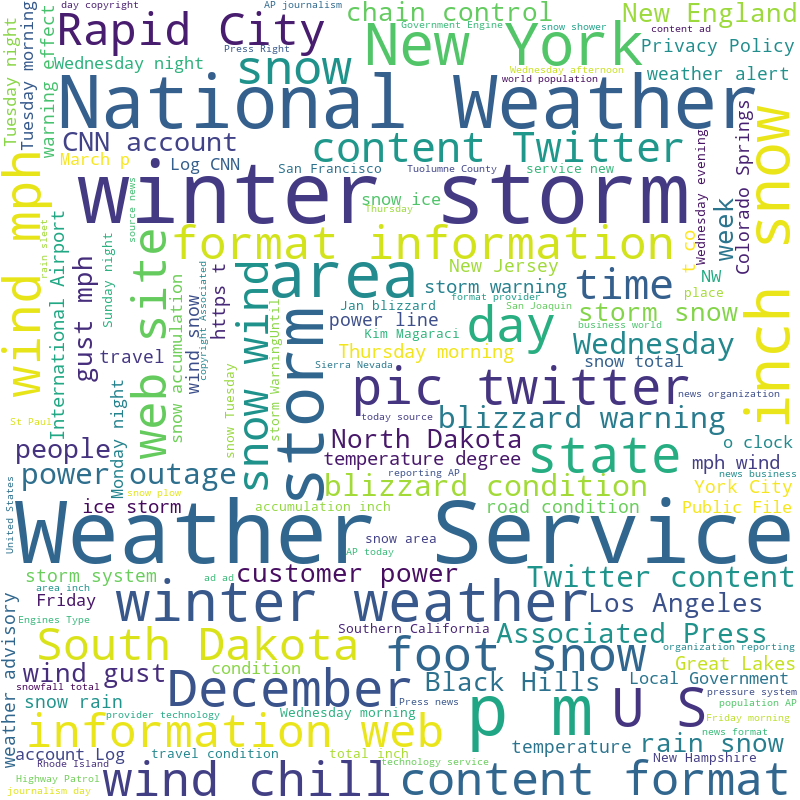 day copyright
AP journalism
chain control
Government Engine
snow shower
New England
content ad
Rapid City
New York
Press Right
Privacy Policy
Tuesday night
Tuesday morning
Warning effect
Wednesday night
snow
Wednesday afternoon
world population
weather alert
National Weather
CNN account
content Twitter
March p
Log CNN
San Francisco
Tuolumne County
service new
Wednesday evening
Colorado Springs
week
inch snow
wind mph
winter storm
source news
snow ice
Thursday
rain sleet
International Airport
Sunday night
web site
format information
t co
gust mph
snow accumulation
wind snow
copyright Associated
https t
snow wind
area
New Jersey
storm warning
format provider
time
NW
place
Jan blizzard
San Joaquin
storm snow
storm WarningUntil
storm
power line
Kim Magaraci
day
business world
travel
Thursday morning
Wednesday
snow total
Sierra Nevada
pic twitter
news organization
Monday night
snow Tuesday
St Paul
today source
blizzard warning
people
North Dakota
state
o clock
power outage
temperature degree
reporting AP
mph wind
news business
United States
snow plow
blizzard condition
York City
ice storm
accumulation inch
road condition
Public File
Weather Service
snow area
AP today
storm system
ad ad
customer power
Twitter content
area inch
winter weather
Friday
Los Angeles
Engines Type
Southern California
Associated Press
weather advisory
South Dakota
foot snow
organization reporting
Great Lakes
wind gust
condition
Black Hills
Local Government
snowfall total
December
pressure system
snow rain
Press news
p m
U S
population AP
provider technology
Wednesday morning
Friday morning
information web
news format
account Log
travel condition
total inch
temperature
rain snow
Rhode Island
technology service
New Hampshire
Highway Patrol
wind chill
content format
journalism day